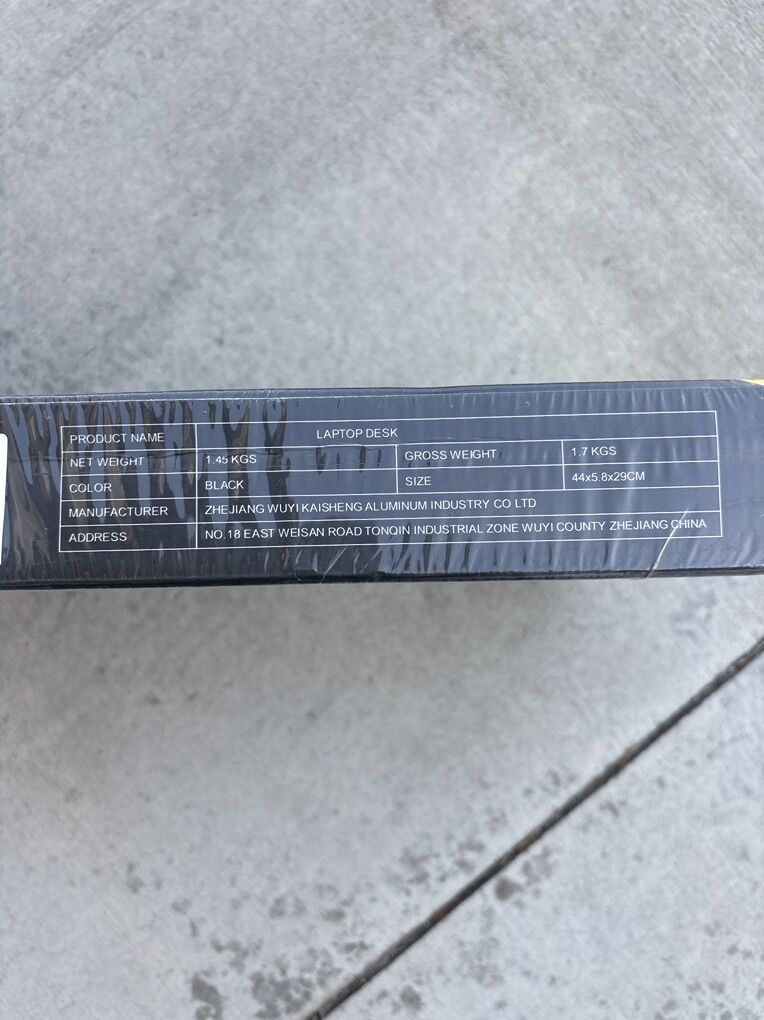 PRODUCT NAME LAPTOP DESK
NET WEIGHT 1.45 KGS GROSS WEIGHT 1.7 KGS
COLOR BLACK SIZE 44x5.8x29CM
MANUFACTURER ZHEJIANG WUYI KAISHENG ALUMINUM INDUSTRY CO LTD
ADDRESS NO.18 EAST WEISAN ROAD TONQIN INDUSTRIAL ZONE WUYI COUNTY ZHEJIANG CHINA